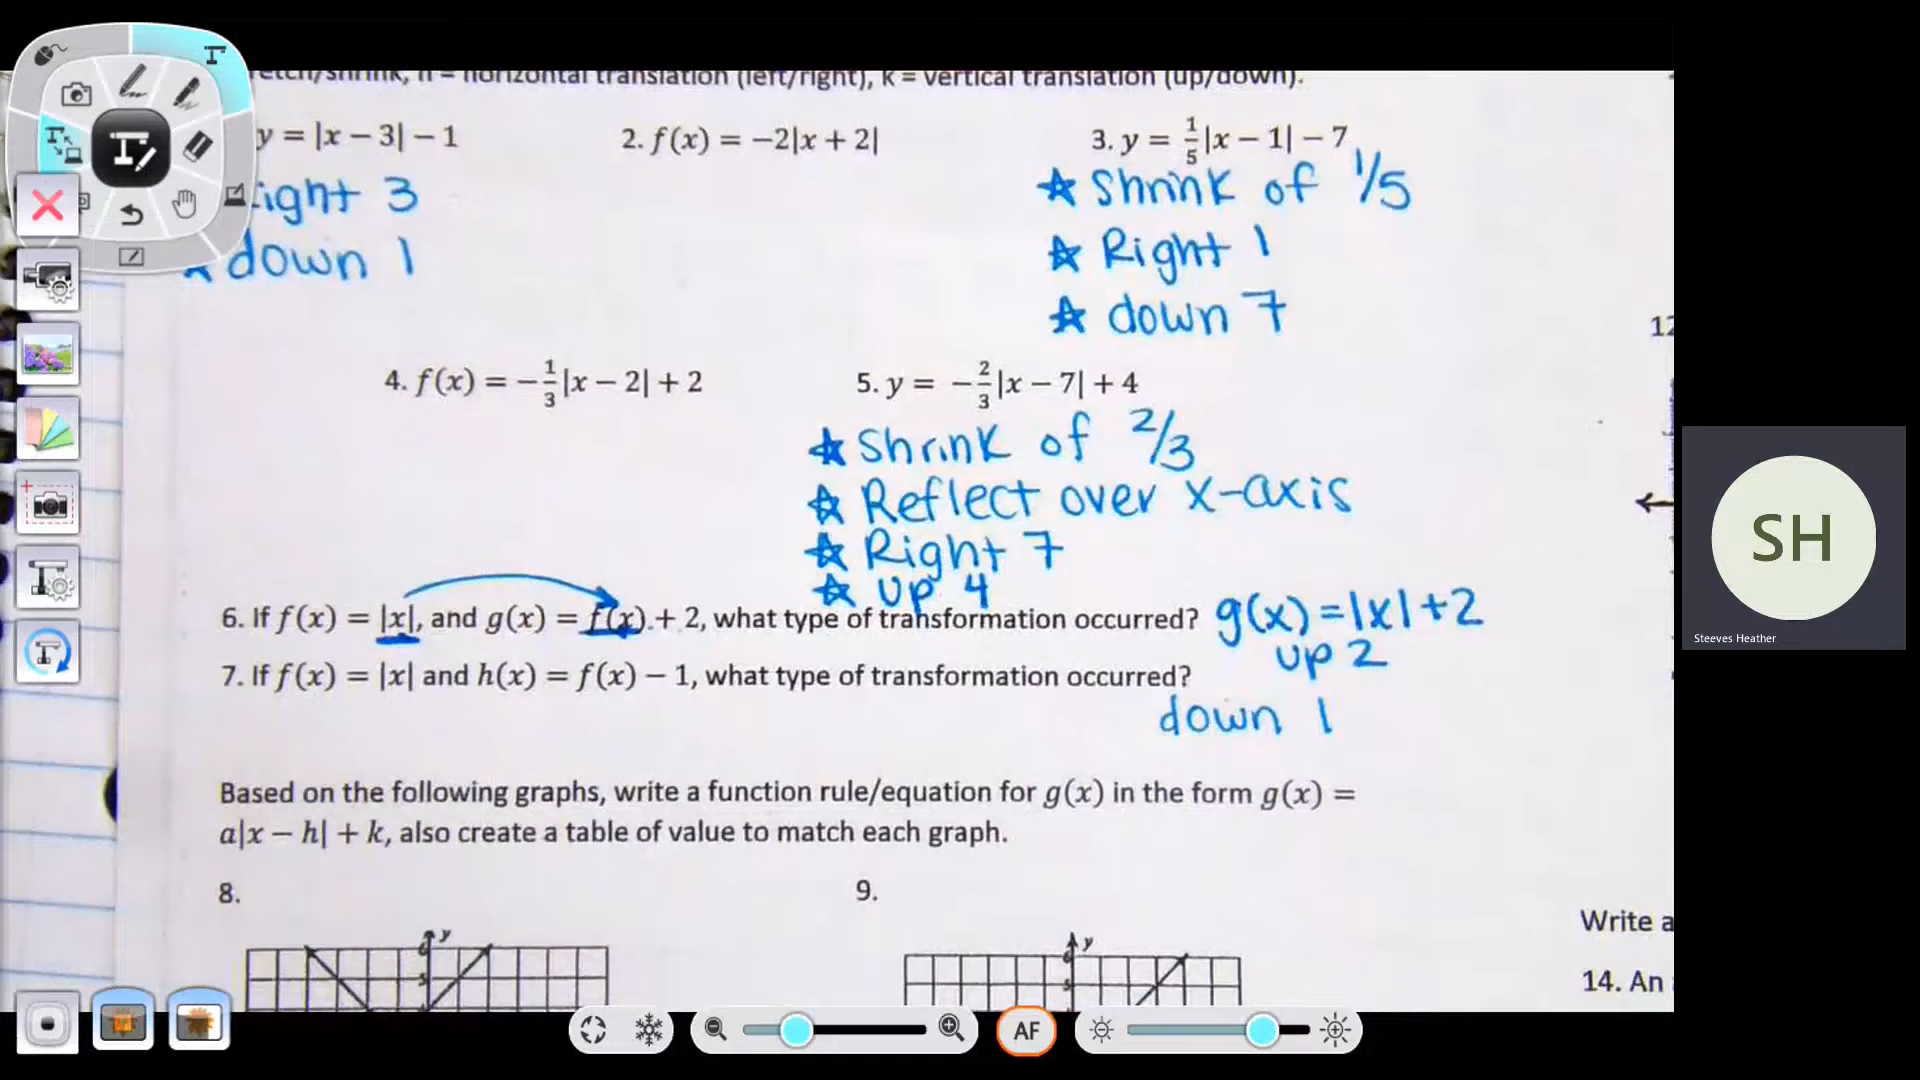 etch/shrink, h = horizontal translation (left/right), k = vertical translation (up/down).
y = |x − 3| − 1
2. f(x) = −2|x + 2|
3. y = 1/5|x − 1| − 7
ight 3
down 1
★ Shrink of 1/5
★ Right 1
★ down 7
12
4. f(x) = −1/3|x − 2| + 2
5. y = −2/3|x − 7| + 4
★ Shrink of 2/3
★ Reflect over x-axis
★ Right 7
★ up 4
6. If f(x) = |x|, and g(x) = f(x) + 2, what type of transformation occurred?
g(x) = |x| + 2
up 2
7. If f(x) = |x| and h(x) = f(x) − 1, what type of transformation occurred?
down 1
Based on the following graphs, write a function rule/equation for g(x) in the form g(x) =
a|x − h| + k, also create a table of value to match each graph.
8.
9.
y
y
Write a
14. An
SH
Steeves Heather
AF